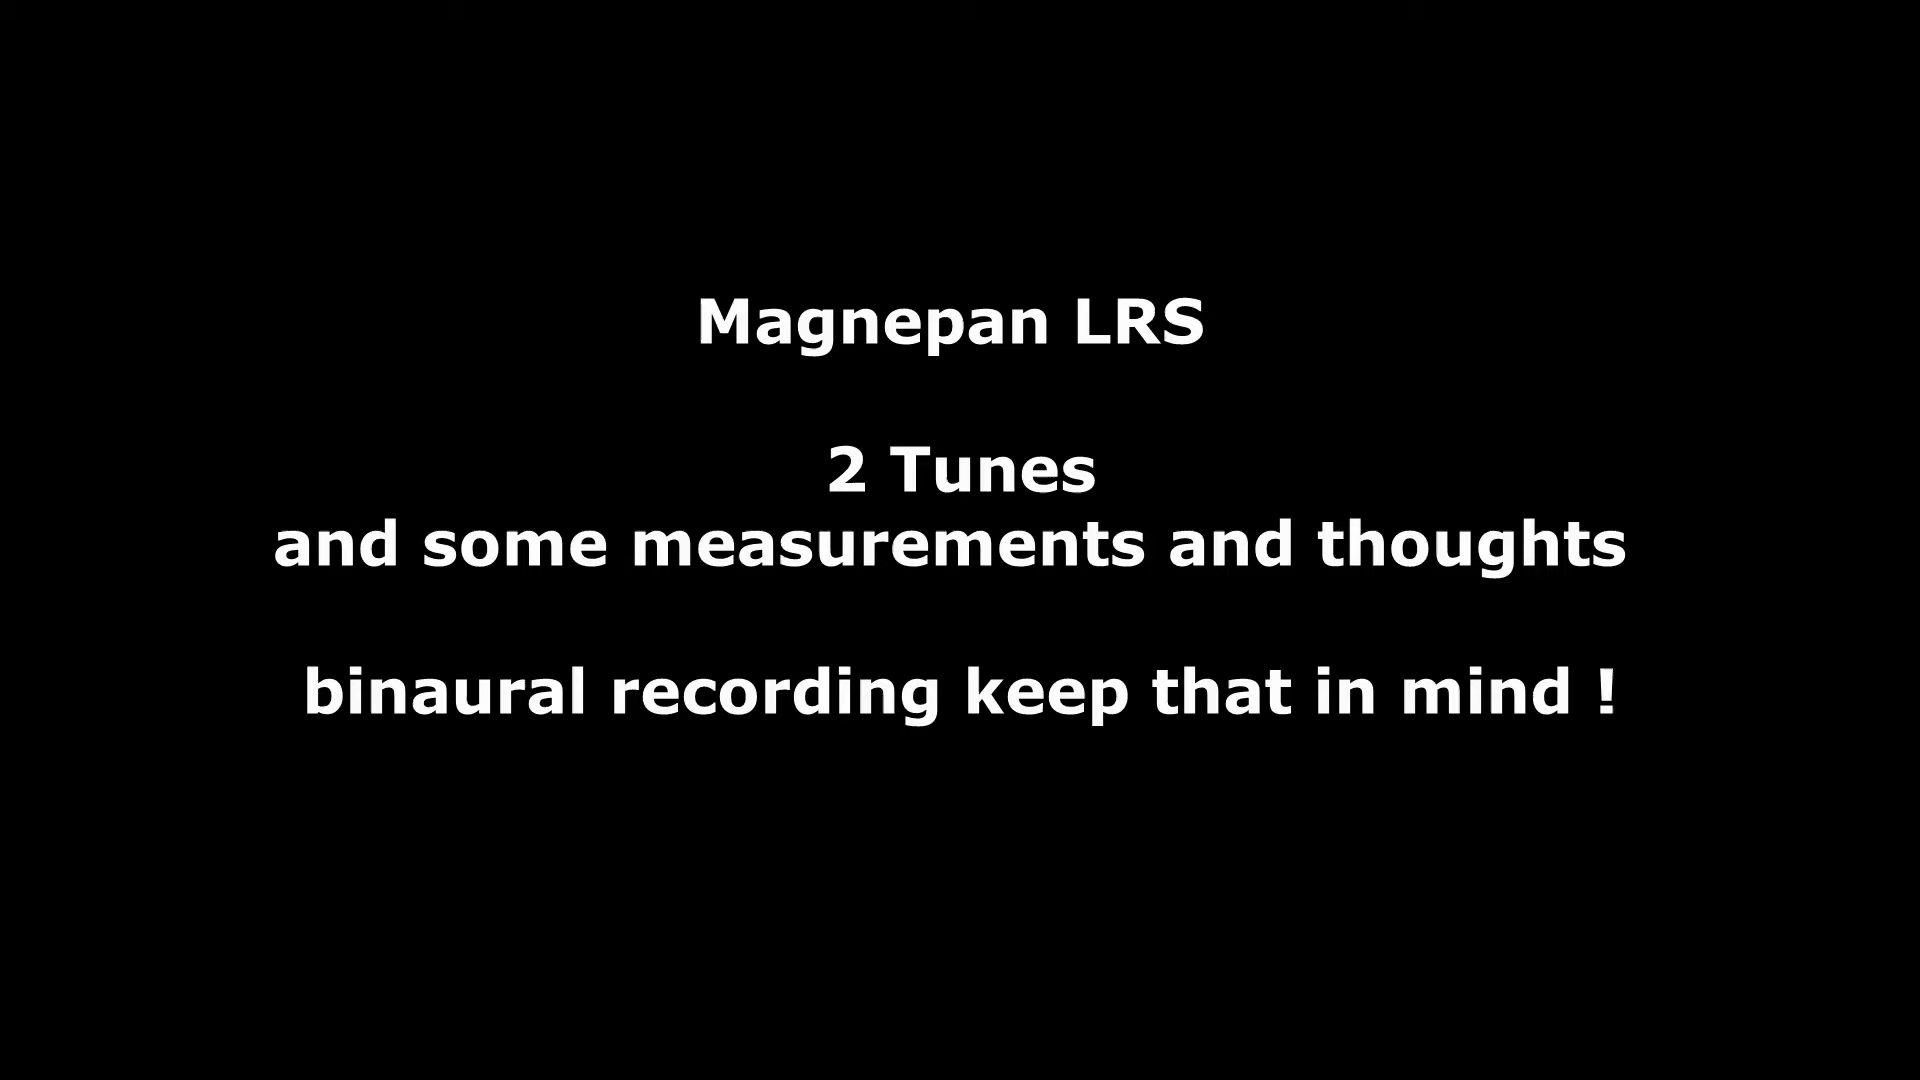 Magnepan LRS
2 Tunes
and some measurements and thoughts
binaural recording keep that in mind !